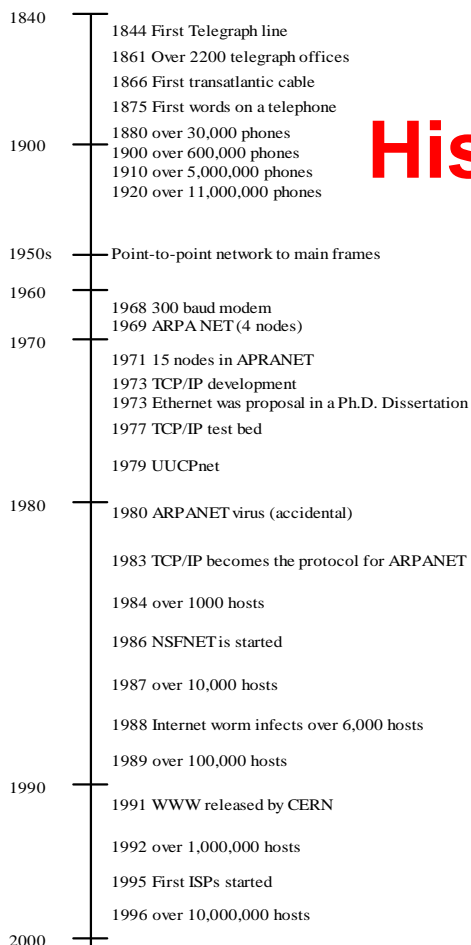 1840
1844 First Telegraph line
1861 Over 2200 telegraph offices
1866 First transatlantic cable
1875 First words on a telephone
His
1880 over 30,000 phones
1900
1900 over 600,000 phones
1910 over 5,000,000 phones
1920 over 11,000,000 phones
1950s
Point-to-point network to main frames
1960
1968 300 baud modem
1969 ARPA NET (4 nodes)
1970
1971 15 nodes in APRANET
1973 TCP/IP development
1973 Ethernet was proposal in a Ph.D. Dissertation
1977 TCP/IP test bed
1979 UUCPnet
1980
1980 ARPANET virus (accidental)
1983 TCP/IP becomes the protocol for ARPANET
1984 over 1000 hosts
1986 NSFNET is started
1987 over 10,000 hosts
1988 Internet worm infects over 6,000 hosts
1989 over 100,000 hosts
1990
1991 WWW released by CERN
1992 over 1,000,000 hosts
1995 First ISPs started
1996 over 10,000,000 hosts
2000